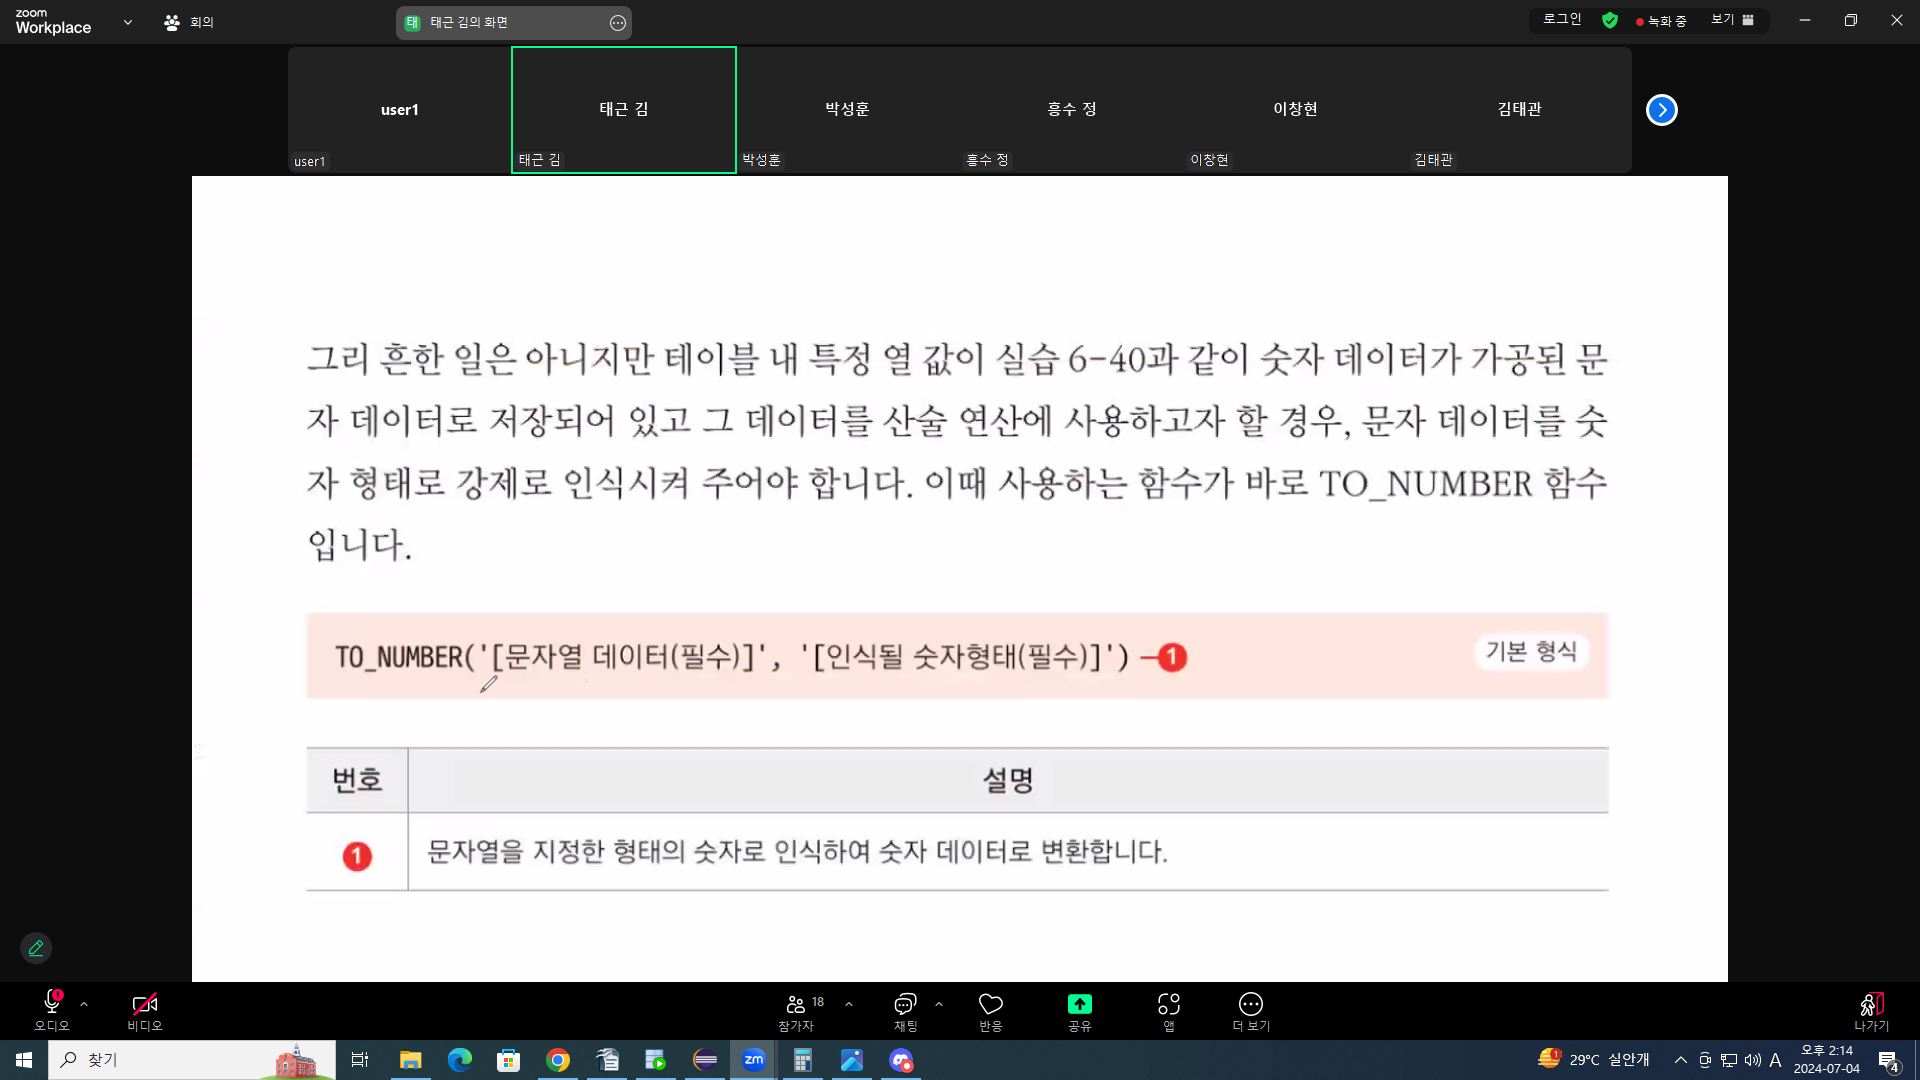 zoom
Workplace
회의
태 태근 김의 화면
로그인
녹화 중
보기
user1
태근 김
박성훈
흥수 정
이창현
김태관
user1
태근 김
박성훈
흥수 정
이창현
김태관
그리 흔한 일은 아니지만 테이블 내 특정 열 값이 실습 6-40과 같이 숫자 데이터가 가공된 문
자 데이터로 저장되어 있고 그 데이터를 산술 연산에 사용하고자 할 경우, 문자 데이터를 숫
자 형태로 강제로 인식시켜 주어야 합니다. 이때 사용하는 함수가 바로 TO_NUMBER 함수
입니다.
TO_NUMBER('[문자열 데이터(필수)]', '[인식될 숫자형태(필수)]') 1
기본 형식
번호 설명
1 문자열을 지정한 형태의 숫자로 인식하여 숫자 데이터로 변환합니다.
오디오
비디오
참가자 18
채팅
반응
공유
앱
더 보기
나가기
찾기
zm
1
29°C 실안개
A
오후 2:14
2024-07-04
4